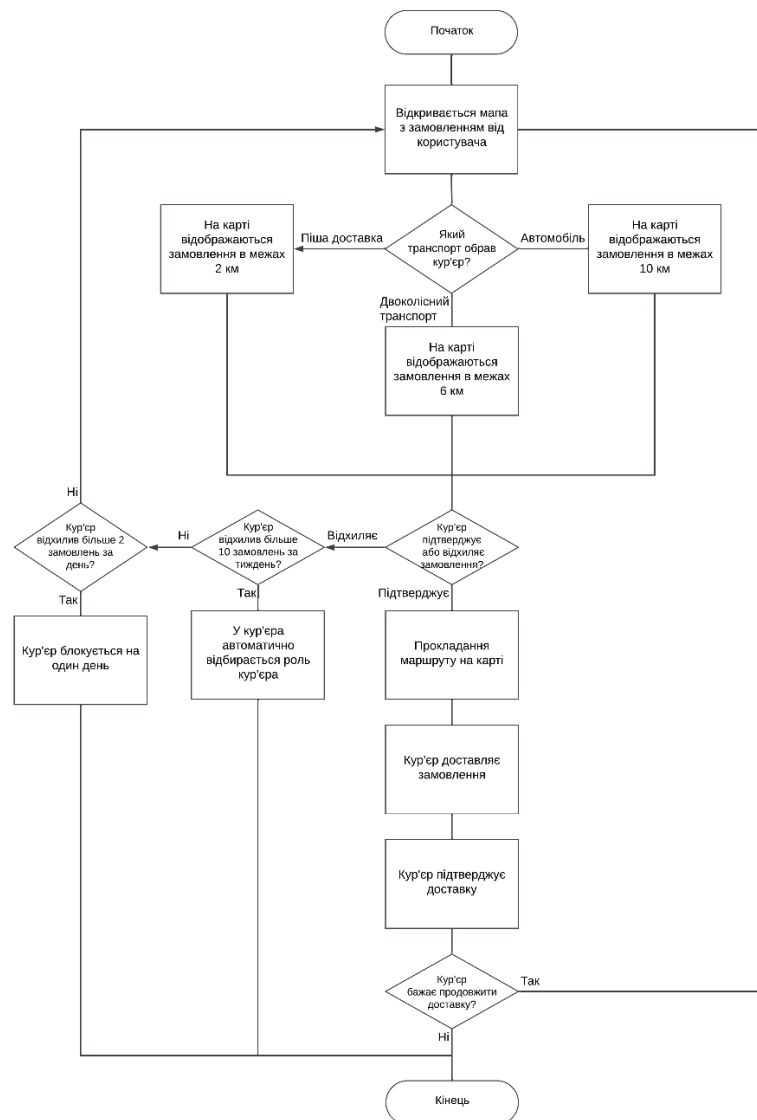 Початок
Відкривається мапа
з замовленням від
користувача
На карті
відображаються
замовлення в межах
2 км
Піша доставка
Який
транспорт обрав
кур'єр?
Автомобіль
На карті
відображаються
замовлення в межах
10 км
Двоколісний
транспорт
На карті
відображаються
замовлення в межах
6 км
Ні
Кур'єр
відхилив більше 2
замовлень за
день?
Ні
Кур'єр
відхилив більше
10 замовлень за
тиждень?
Відхиляє
Кур'єр
підтверджує
або відхиляє
замовлення?
Так
Так
Підтверджує
Кур'єр блокується на
один день
У кур'єра
автоматично
відбирається роль
кур'єра
Прокладання
маршруту на карті
Кур'єр доставляє
замовлення
Кур'єр підтверджує
доставку
Кур'єр
бажає продовжити
доставку?
Так
Ні
Кінець